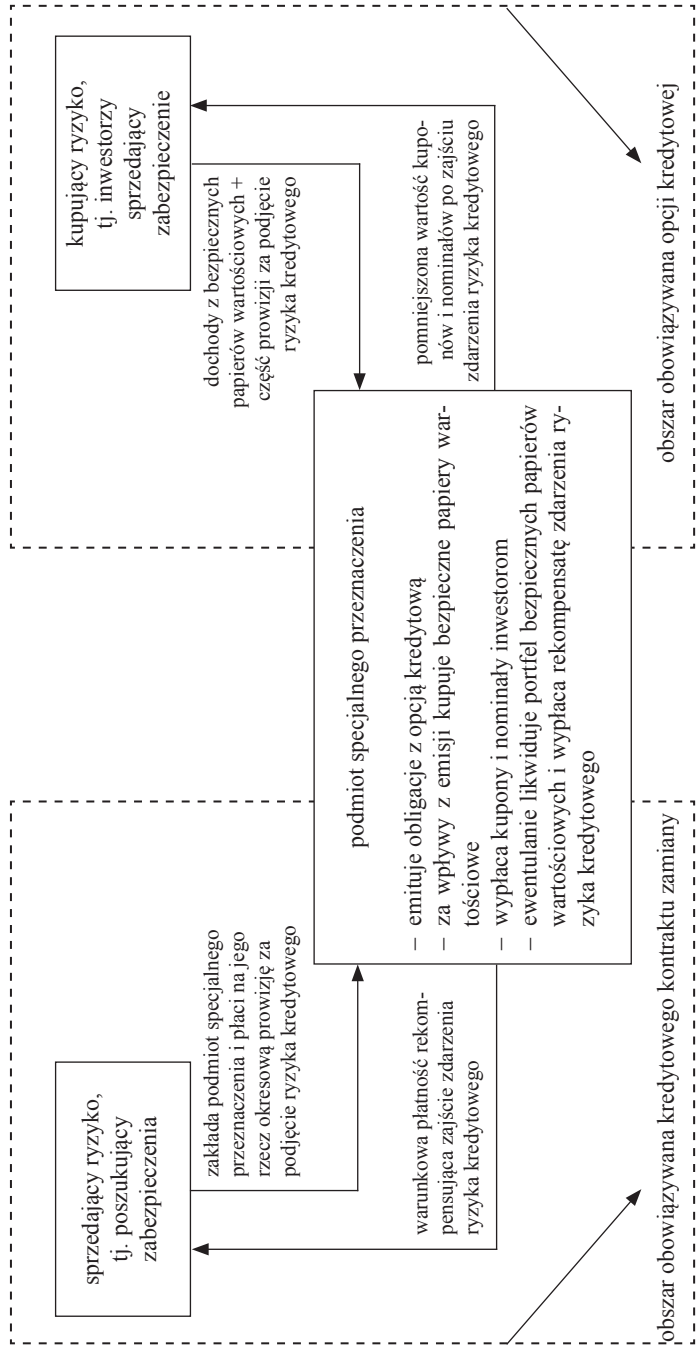 sprzedający ryzyko,
tj. poszukujący
zabezpieczenia
zakłada podmiot specjalnego
przeznaczenia i płaci na jego
rzecz okresową prowizję za
podjęcie ryzyka kredytowego
warunkowa płatność rekom-
pensująca zajście zdarzenia
ryzyka kredytowego
podmiot specjalnego przeznaczenia
– emituje obligacje z opcją kredytową
– za wpływy z emisji kupuje bezpieczne papiery war-
tościowe
– wypłaca kupony i nominały inwestorom
– ewentulanie likwiduje portfel bezpiecznych papierów
wartościowych i wypłaca rekompensatę zdarzenia ry-
zyka kredytowego
kupujący ryzyko,
tj. inwestorzy
sprzedający
zabezpieczenie
dochody z bezpiecznych
papierów wartościowych +
część prowizji za podjęcie
ryzyka kredytowego
pomniejszona wartość kupo-
nów i nominałów po zajściu
zdarzenia ryzyka kredytowego
obszar obowiązywana kredytowego kontraktu zamiany
obszar obowiązywana opcji kredytowej